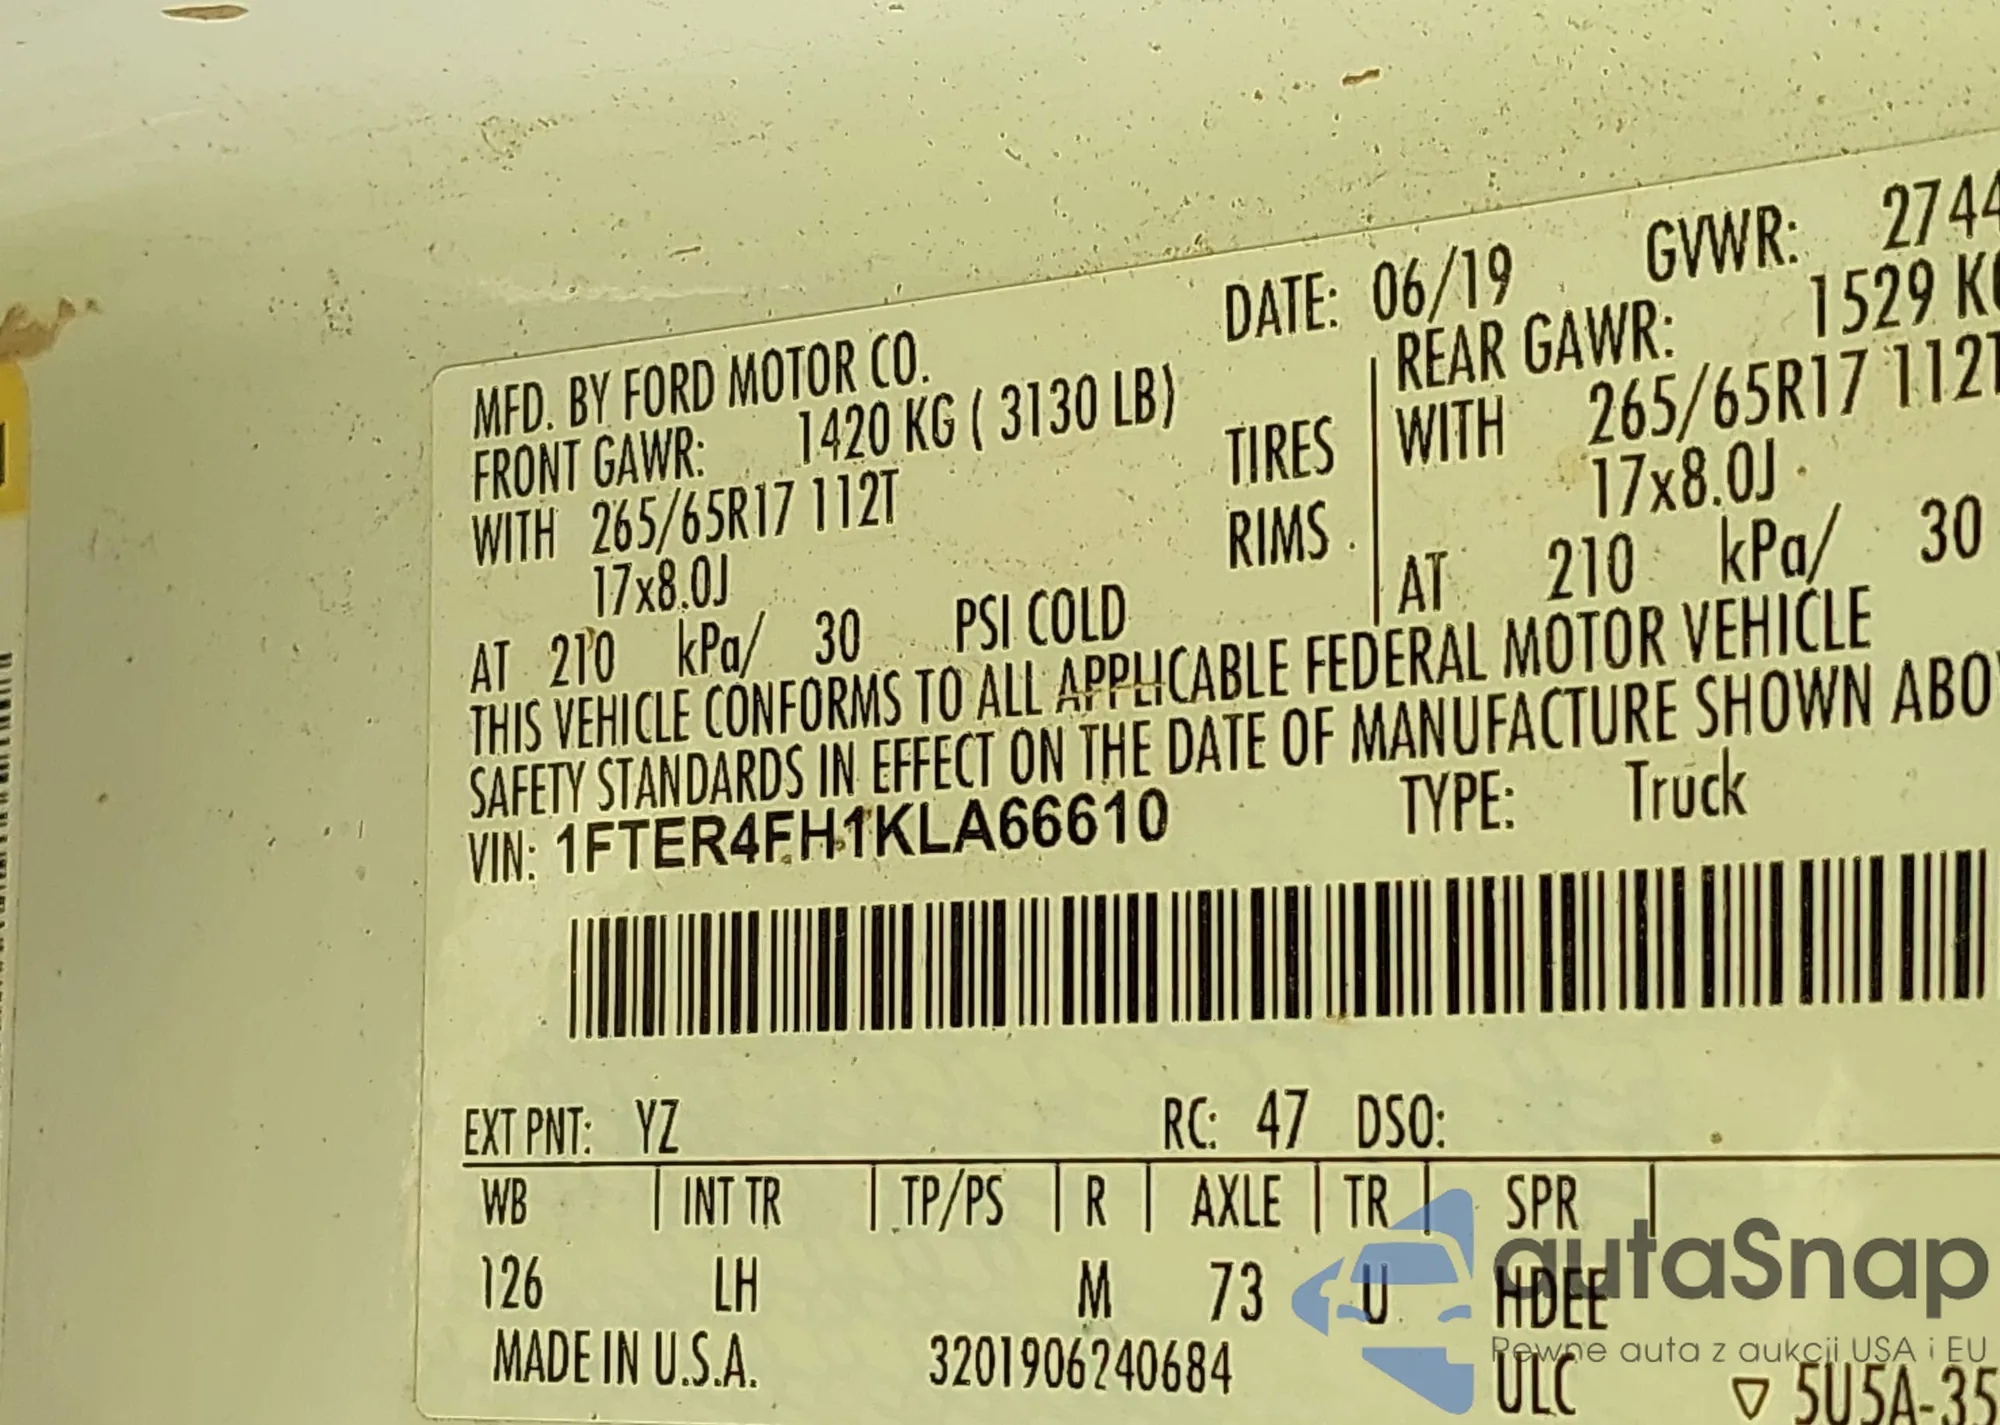 DATE: 06/19 GVWR: 2744
MFD. BY FORD MOTOR CO.
FRONT GAWR: 1420 KG ( 3130 LB) REAR GAWR: 1529 KG
WITH 265/65R17 112T TIRES WITH 265/65R17 112T
17x8.0J RIMS 17x8.0J
AT 210 kPa/ 30 PSI COLD AT 210 kPa/ 30
THIS VEHICLE CONFORMS TO ALL APPLICABLE FEDERAL MOTOR VEHICLE
SAFETY STANDARDS IN EFFECT ON THE DATE OF MANUFACTURE SHOWN ABO
VIN: 1FTER4FH1KLA66610 TYPE: Truck
EXT PNT: YZ RC: 47 DSO:
WB INT TR TP/PS R AXLE TR SPR
126 LH M 73 U HDEE
MADE IN U.S.A. 3201906240684 ULC ▽ 5U5A-35
autaSnap
Pewne auta z aukcji USA i EU